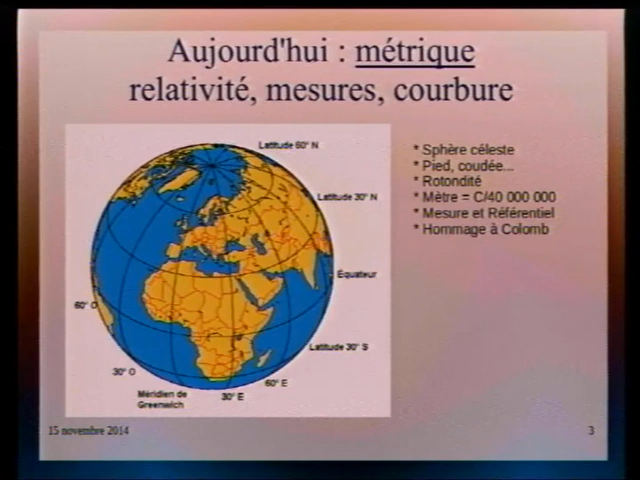 Aujourd'hui : métrique
relativité, mesures, courbure
Latitude 60° N
Latitude 30° N
Équateur
60° O
Latitude 30° S
30° O
60° E
Méridien de
Greenwich
30° E
* Sphère céleste
* Pied, coudée...
* Rotondité
* Mètre = C/40 000 000
* Mesure et Référentiel
* Hommage à Colomb
15 novembre 2014
3